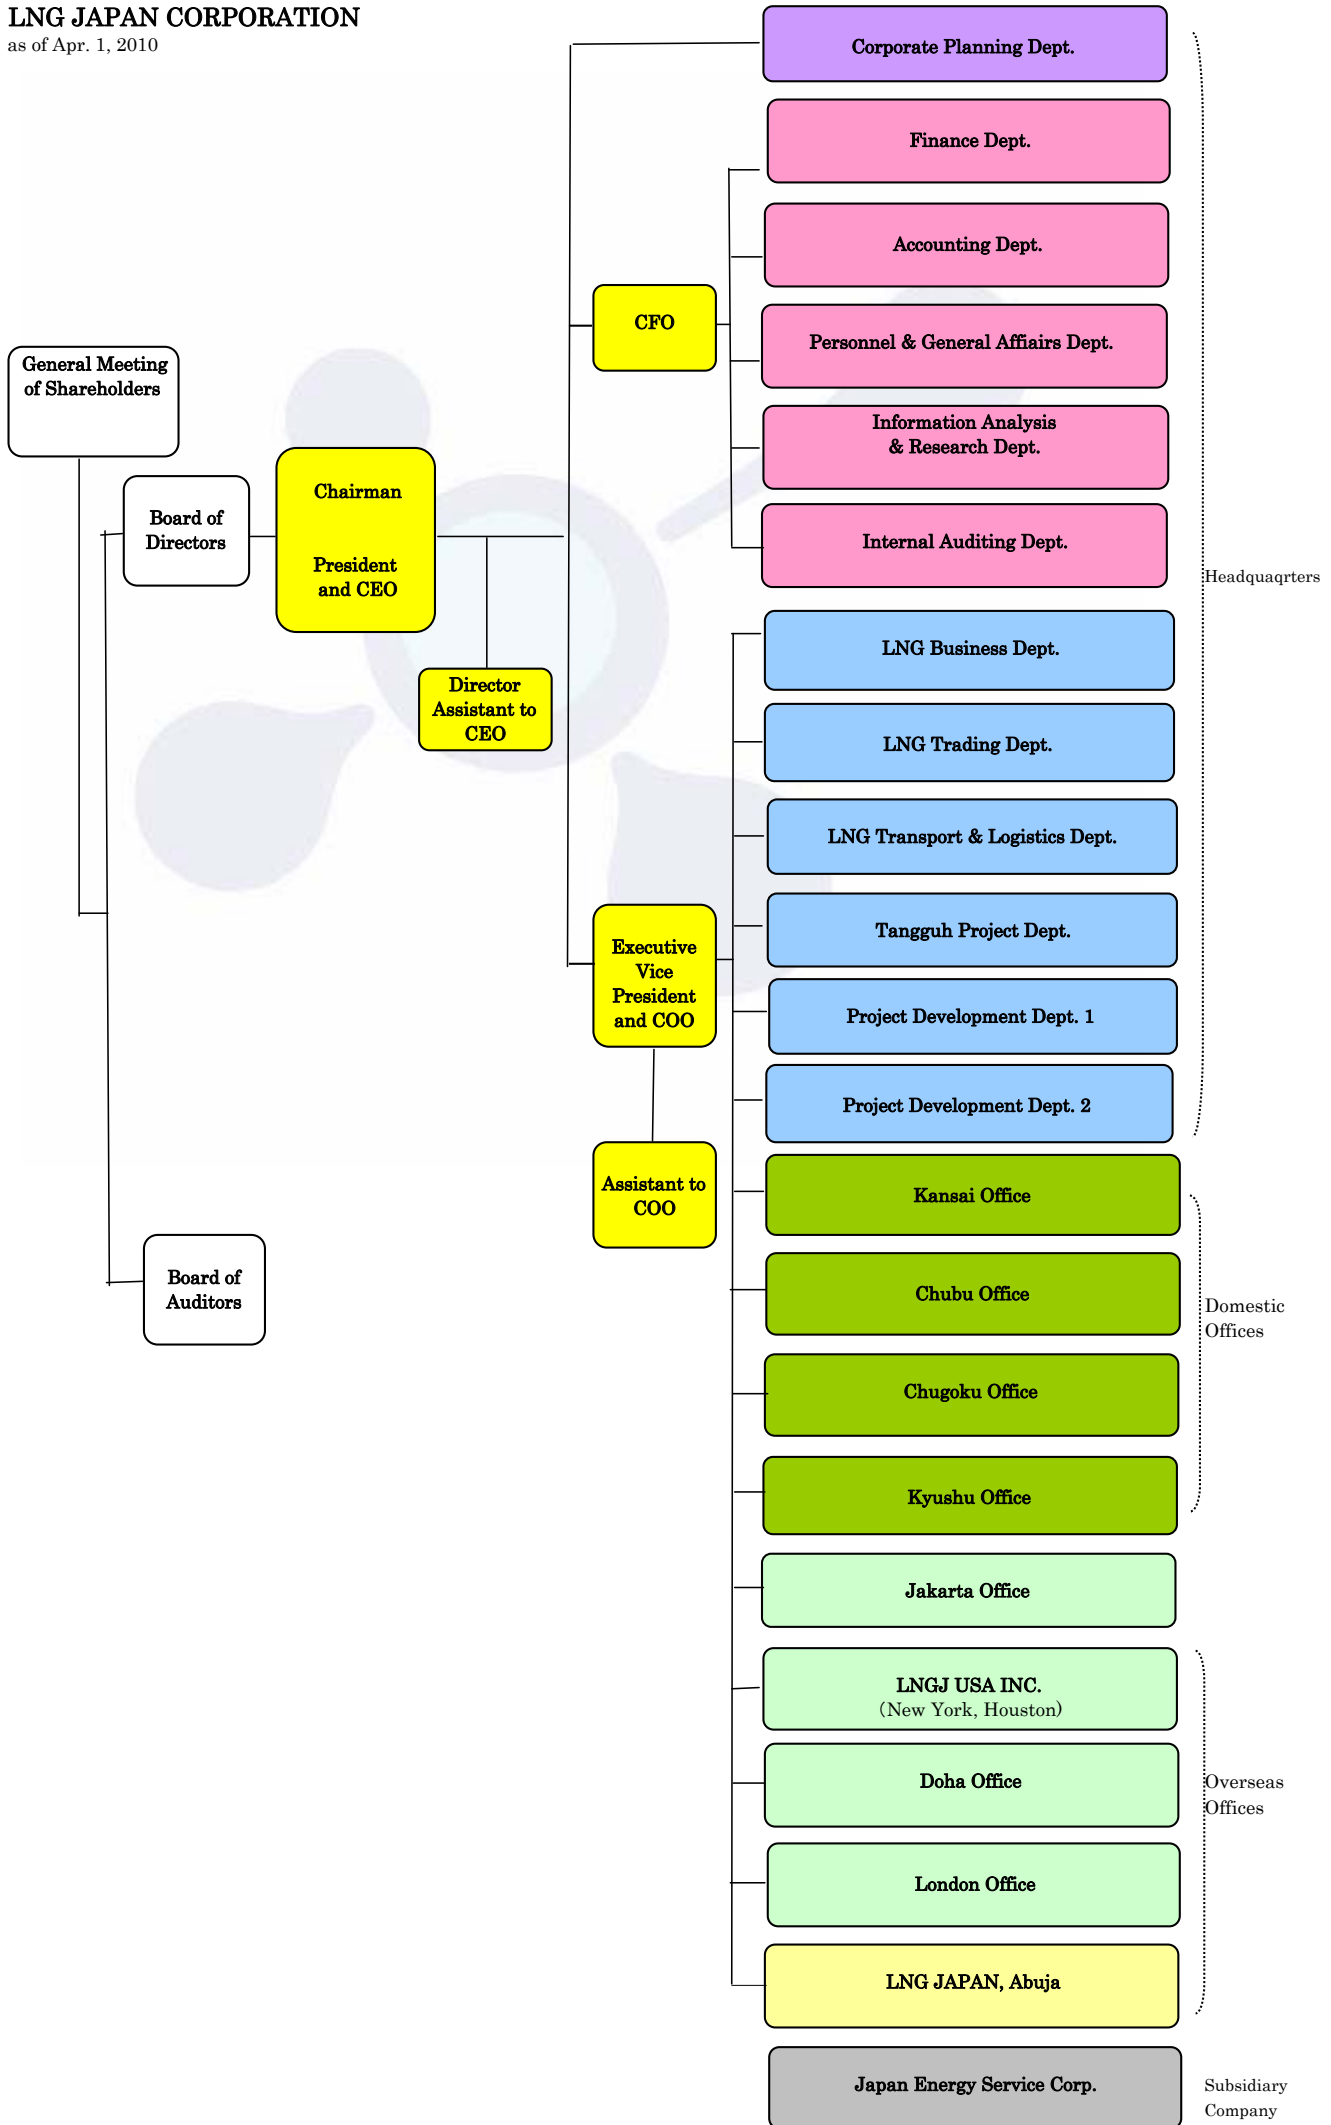 LNG JAPAN CORPORATION
as of Apr. 1, 2010
Corporate Planning Dept.
Finance Dept.
Accounting Dept.
CFO
Personnel & General Affiairs Dept.
General Meeting
of Shareholders
Information Analysis
& Research Dept.
Chairman
President
and CEO
Board of
Directors
Internal Auditing Dept.
Headquaqrters
LNG Business Dept.
Director
Assistant to
CEO
LNG Trading Dept.
LNG Transport & Logistics Dept.
Tangguh Project Dept.
Executive
Vice
President
and COO
Project Development Dept. 1
Project Development Dept. 2
Assistant to
COO
Kansai Office
Board of
Auditors
Chubu Office
Domestic
Offices
Chugoku Office
Kyushu Office
Jakarta Office
LNGJ USA INC.
(New York, Houston)
Doha Office
Overseas
Offices
London Office
LNG JAPAN, Abuja
Japan Energy Service Corp.
Subsidiary
Company